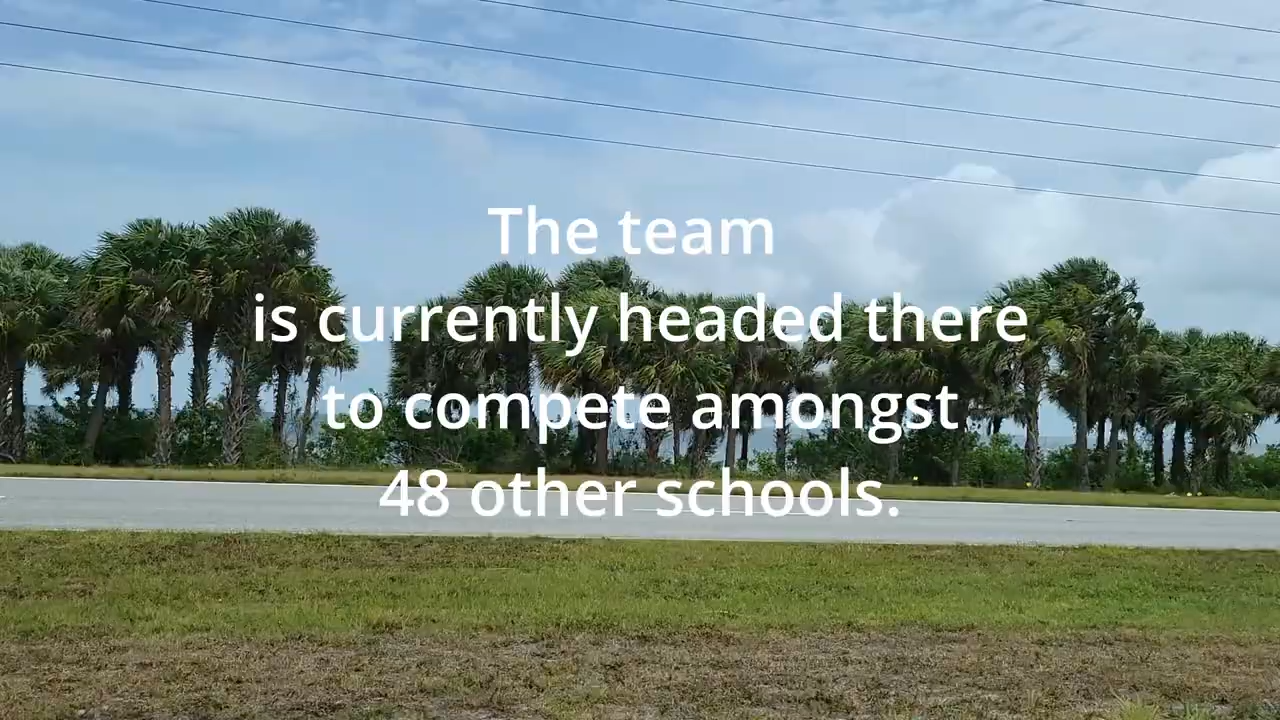 The team
is currently headed there
to compete amongst
48 other schools.